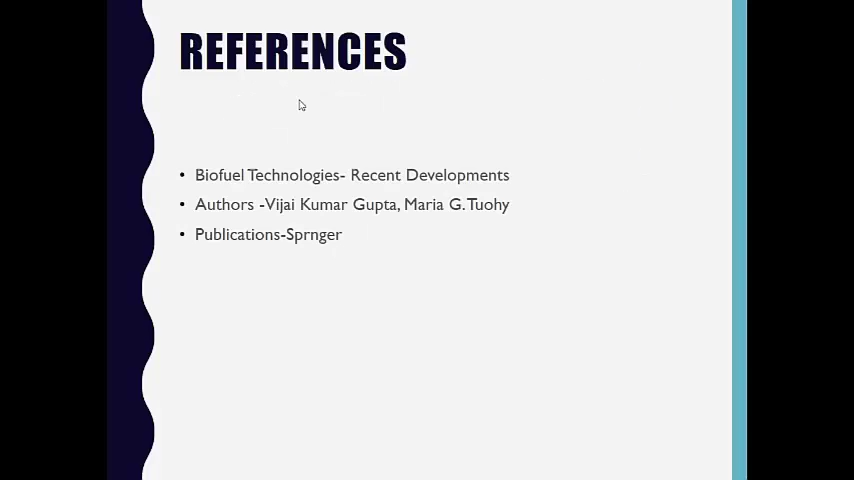 REFERENCES
• Biofuel Technologies- Recent Developments
• Authors -Vijai Kumar Gupta, Maria G. Tuohy
• Publications-Sprnger